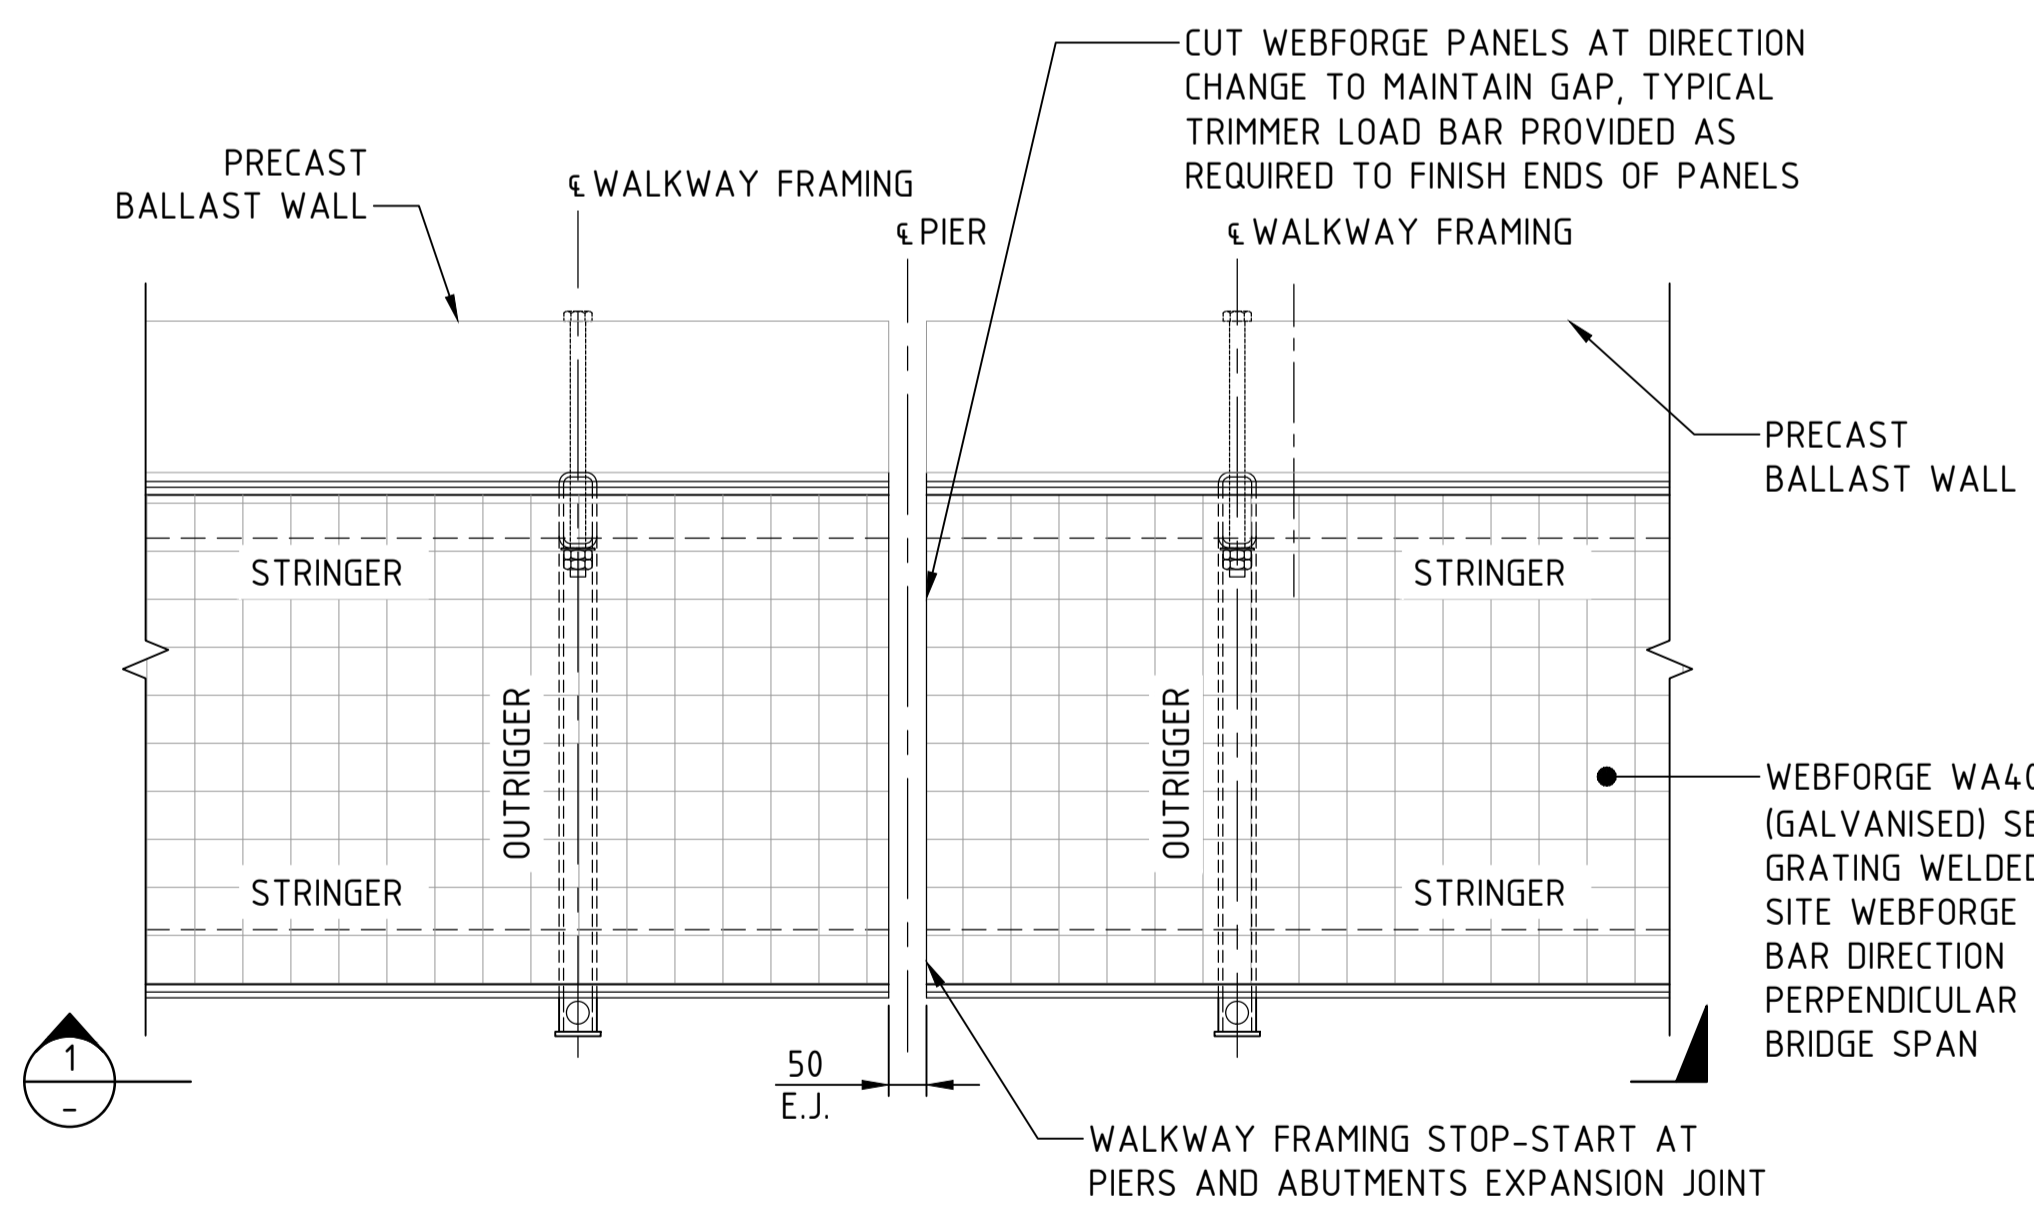 CUT WEBFORGE PANELS AT DIRECTION
CHANGE TO MAINTAIN GAP, TYPICAL
TRIMMER LOAD BAR PROVIDED AS
REQUIRED TO FINISH ENDS OF PANELS
PRECAST
BALLAST WALL
℄ WALKWAY FRAMING
℄ PIER
℄ WALKWAY FRAMING
PRECAST
BALLAST WALL
STRINGER
STRINGER
OUTRIGGER
OUTRIGGER
STRINGER
STRINGER
WEBFORGE
(GALVANISED)
GRATING WELDED
SITE WEBFORGE
BAR DIRECTION
PERPENDICULAR
BRIDGE SPAN
1
-
50
E.J.
WALKWAY FRAMING STOP-START AT
PIERS AND ABUTMENTS EXPANSION JOINT